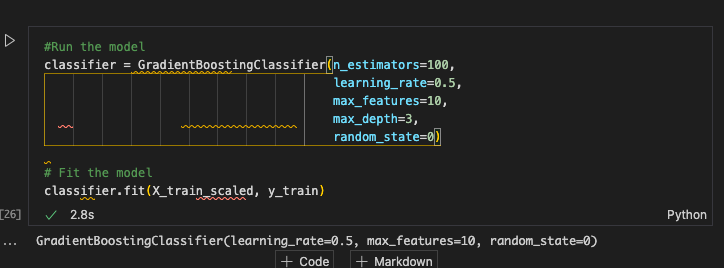 #Run the model
classifier = GradientBoostingClassifier(n_estimators=100,
learning_rate=0.5,
max_features=10,
max_depth=3,
random_state=0)
# Fit the model
classifier.fit(X_train_scaled, y_train)
[26] ✓ 2.8s Python
... GradientBoostingClassifier(learning_rate=0.5, max_features=10, random_state=0)
+ Code + Markdown